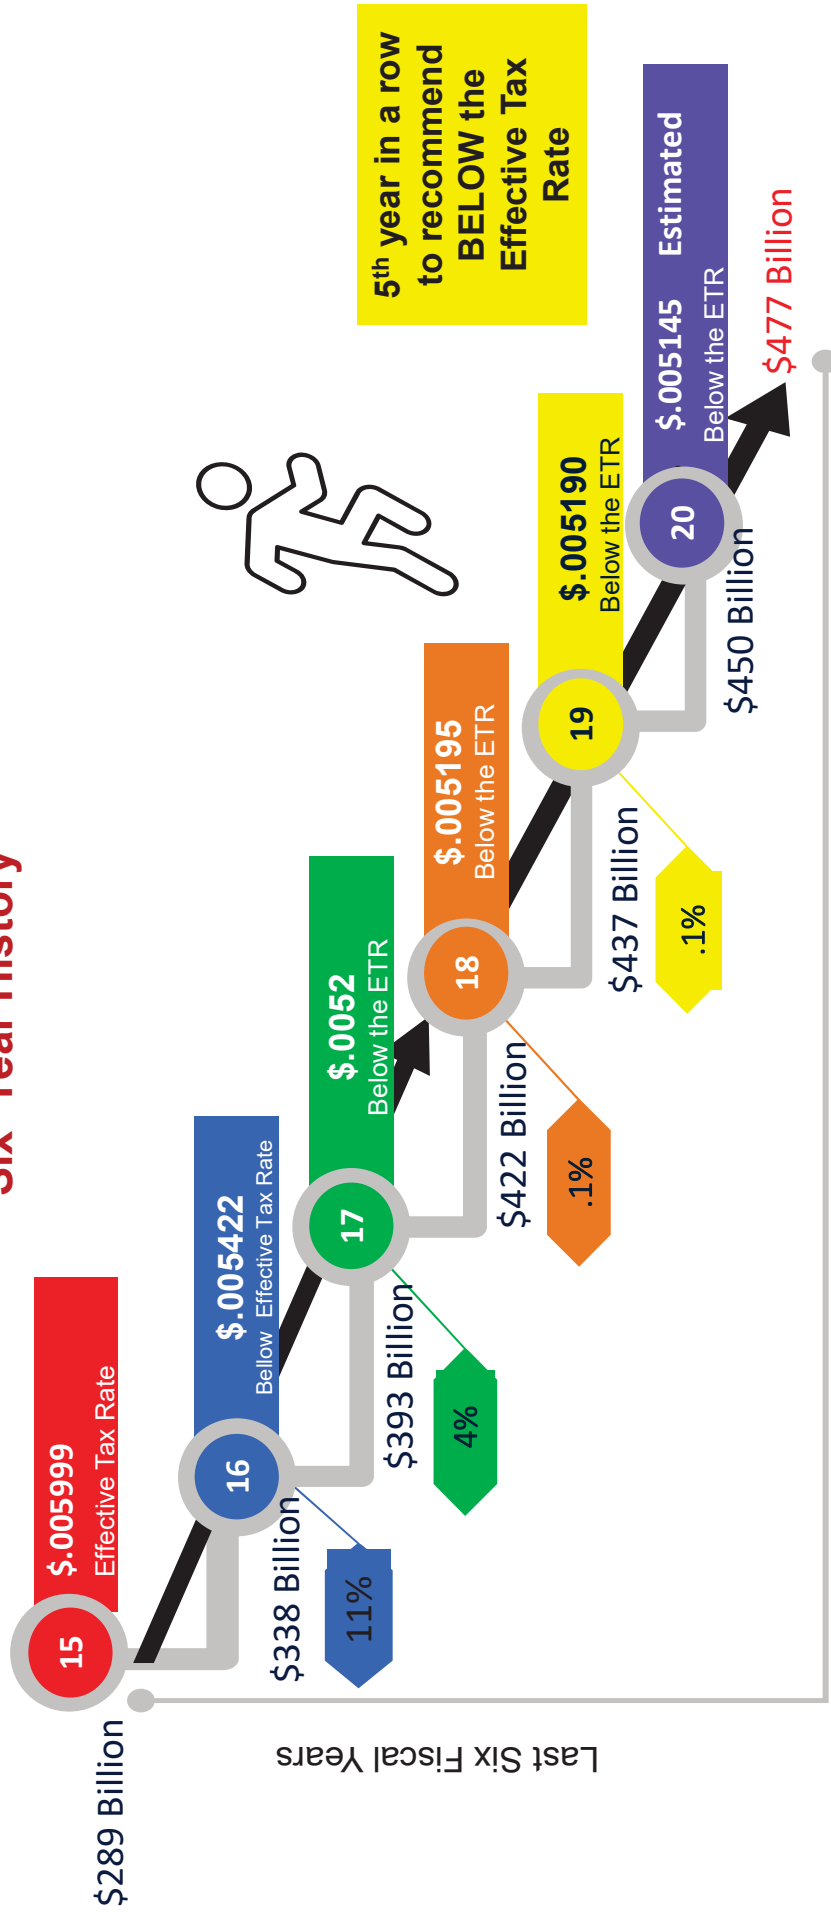 Six Year History
15
$.005999
Effective Tax Rate
$289 Billion
16
$.005422
Bellow Effective Tax Rate
$338 Billion
11%
17
$.0052
Below the ETR
$393 Billion
4%
18
$.005195
Below the ETR
$422 Billion
.1%
19
$.005190
Below the ETR
$437 Billion
.1%
20
$.005145 Estimated
Below the ETR
$450 Billion
$477 Billion
5th year in a row
to recommend
BELOW the
Effective Tax
Rate
Last Six Fiscal Years